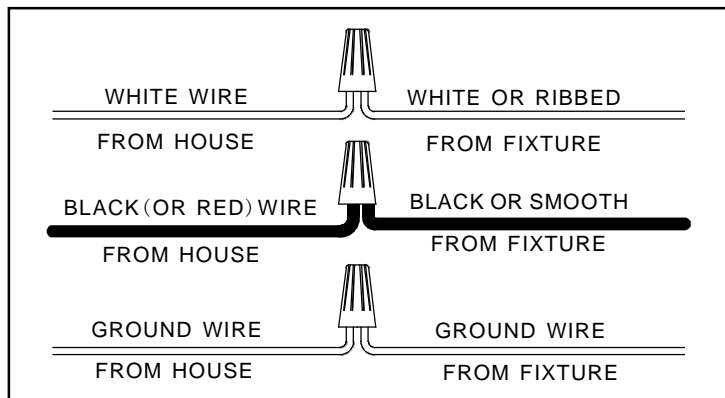 WHITE WIRE
FROM HOUSE
WHITE OR RIBBED
FROM FIXTURE
BLACK(OR RED) WIRE
FROM HOUSE
BLACK OR SMOOTH
FROM FIXTURE
GROUND WIRE
FROM HOUSE
GROUND WIRE
FROM FIXTURE